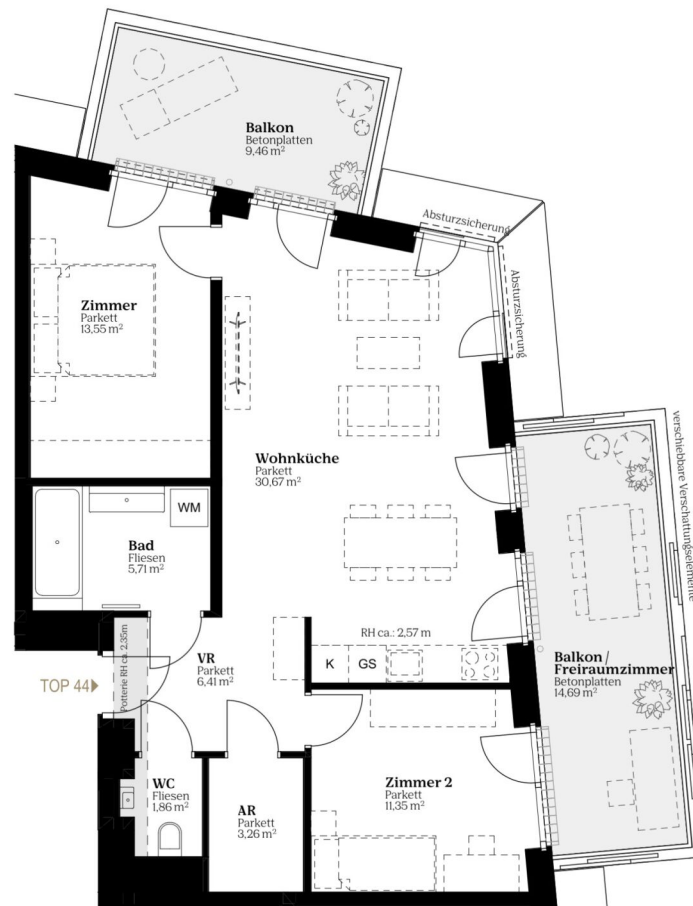 Balkon
Betonplatten
9,46 m²
Absturzsicherung
Absturzsicherung
Zimmer
Parkett
13,55 m²
Wohnküche
Parkett
30,67 m²
verschiebbare Verschattungselemente
WM
Bad
Fliesen
5,71 m²
RH ca.: 2,57 m
K
GS
Potterie RH ca. 2.35m
VR
Parkett
6,41 m²
TOP 44
Balkon/
Freiraumzimmer
Betonplatten
14,69 m²
WC
Fliesen
1,86 m²
AR
Parkett
3,26 m²
Zimmer 2
Parkett
11,35 m²